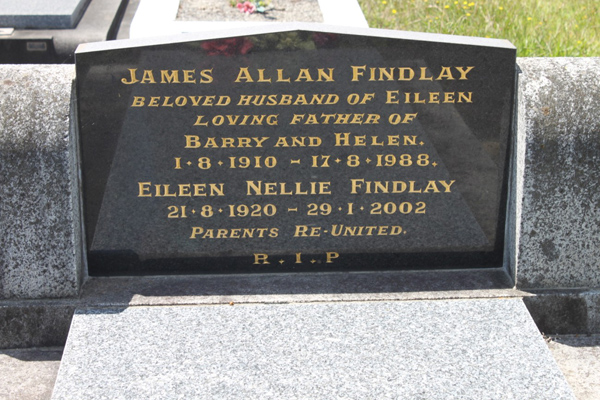 JAMES ALLAN FINDLAY
BELOVED HUSBAND OF EILEEN
LOVING FATHER OF
BARRY AND HELEN.
1·8·1910 – 17·8·1988.
EILEEN NELLIE FINDLAY
21·8·1920 – 29·1·2002
PARENTS RE-UNITED.
R.I.P